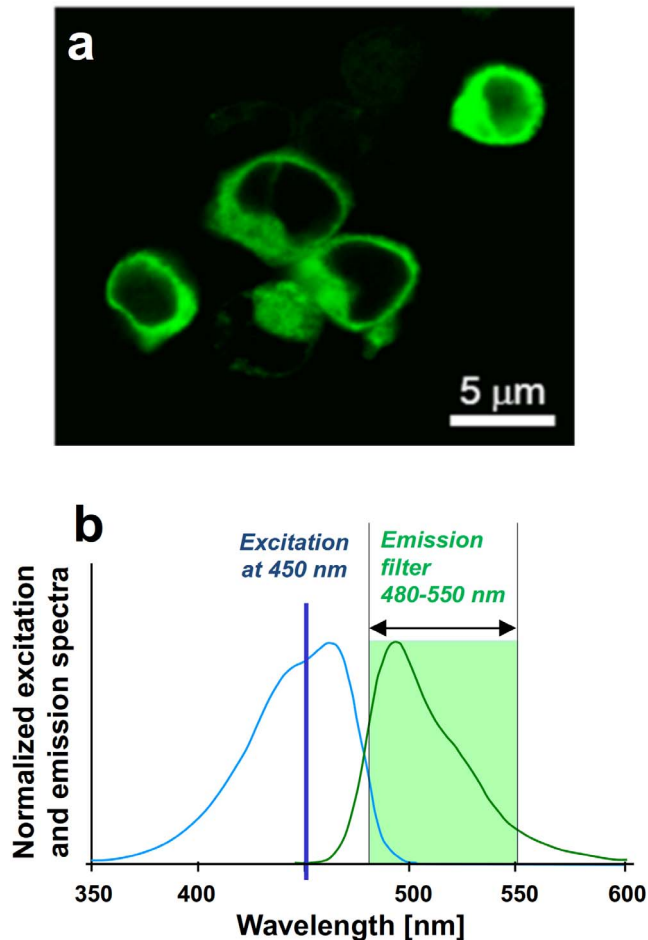 a
5 μm
b
Excitation
at 450 nm
Emission
filter
480-550 nm
Normalized excitation
and emission spectra
350
400
500
550
600
Wavelength [nm]